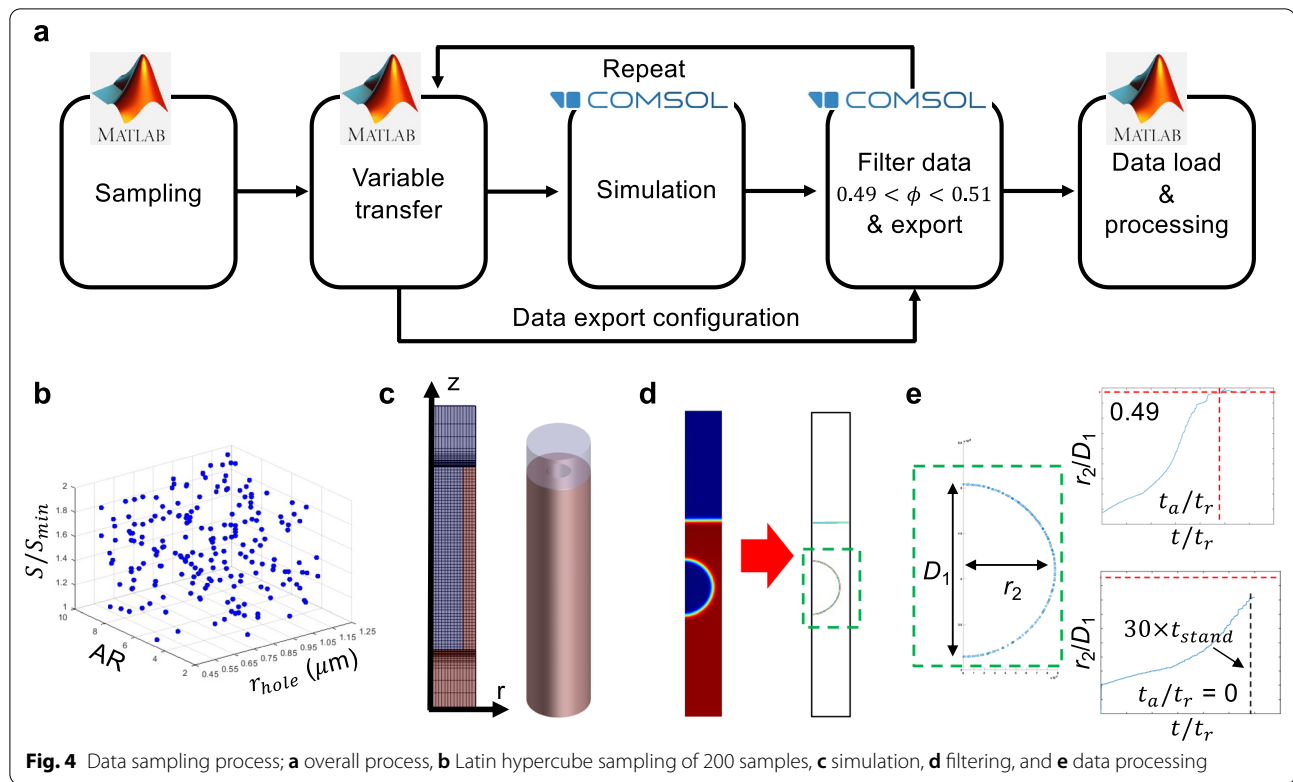 a
Repeat
MATLAB
MATLAB
COMSOL
COMSOL
MATLAB
Sampling
Variable
transfer
Simulation
Filter data
0.49 < ϕ < 0.51
& export
Data load
&
processing
Data export configuration
b
S/S_min
2
1.8
1.6
1.4
1.2
1
10
8
6
4
2
AR
0.45
0.55
0.65
0.75
0.85
0.95
1.05
1.15
1.25
r_hole (μm)
c
z
r
d
e
D_1
r_2
0.49
r_2/D_1
t_a/t_r
t/t_r
r_2/D_1
30×t_stand
t_a/t_r = 0
t/t_r
Fig. 4 Data sampling process; a overall process, b Latin hypercube sampling of 200 samples, c simulation, d filtering, and e data processing